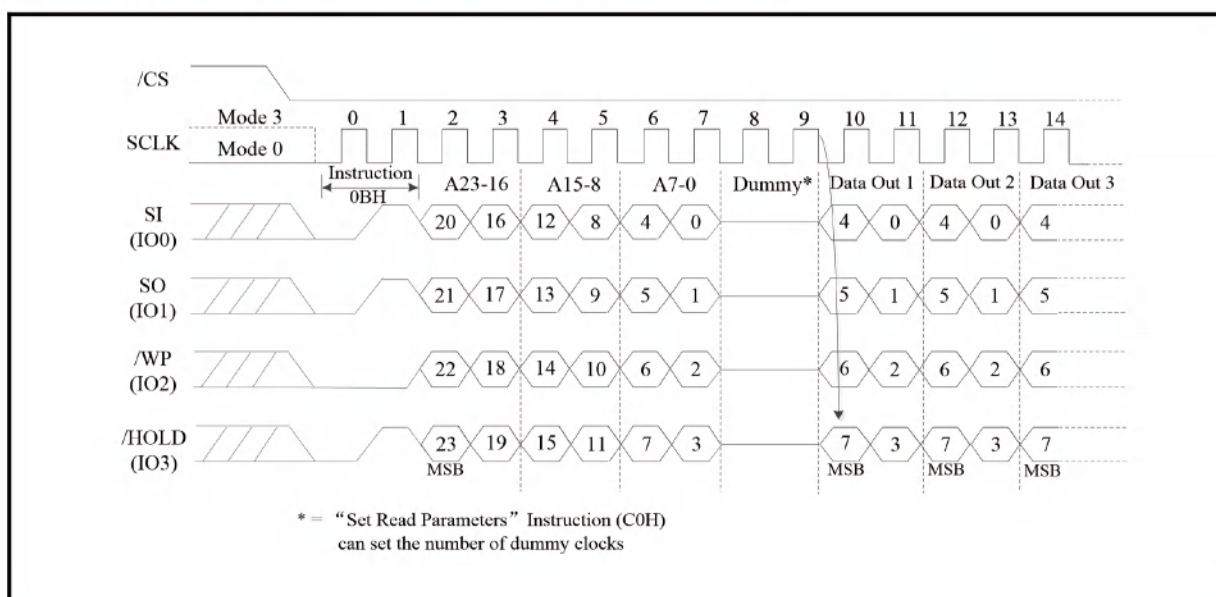 /CS
Mode 3 0 1 2 3 4 5 6 7 8 9 10 11 12 13 14
SCLK
Mode 0
Instruction
0BH
A23-16 A15-8 A7-0 Dummy* Data Out 1 Data Out 2 Data Out 3
SI
(IO0)
20 16 12 8 4 0 4 0 4 0 4
SO
(IO1)
21 17 13 9 5 1 5 1 5 1 5
/WP
(IO2)
22 18 14 10 6 2 6 2 6 2 6
/HOLD
(IO3)
23 19 15 11 7 3 7 3 7 3 7
MSB MSB MSB MSB
* = “Set Read Parameters” Instruction (C0H)
can set the number of dummy clocks